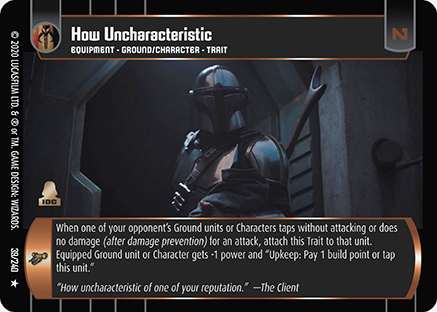 How Uncharacteristic
EQUIPMENT - GROUND/CHARACTER - TRAIT
N
© 2020 LUCASFILM LTD. & ® OR TM. GAME DESIGN: WIZARDS.
100
When one of your opponent's Ground units or Characters taps without attacking or does
no damage (after damage prevention) for an attack, attach this Trait to that unit.
Equipped Ground unit or Character gets -1 power and "Upkeep: Pay 1 build point or tap
this unit."
"How uncharacteristic of one of your reputation." —The Client